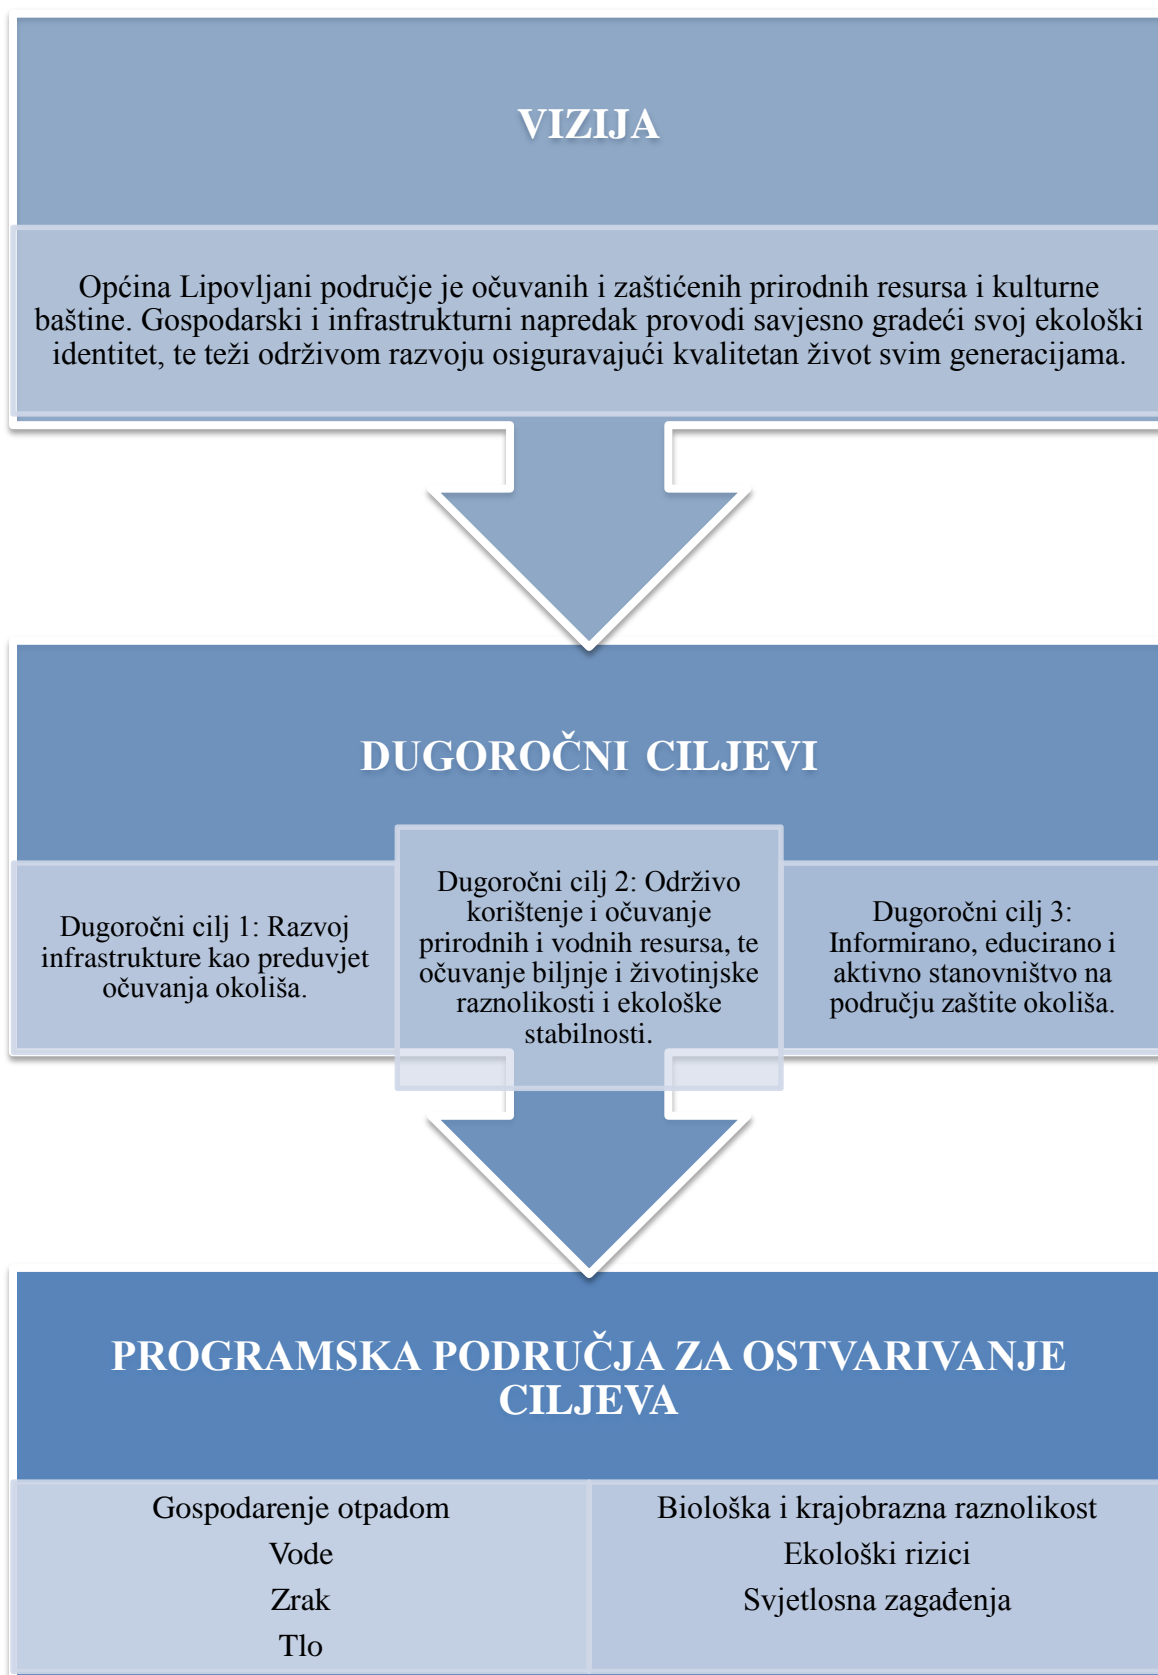 VIZIJA
Općina Lipovljani područje je očuvanih i zaštićenih prirodnih resursa i kulturne
baštine. Gospodarski i infrastrukturni napredak provodi savjesno gradeći svoj ekološki
identitet, te teži održivom razvoju osiguravajući kvalitetan život svim generacijama.
DUGOROČNI CILJEVI
Dugoročni cilj 1: Razvoj
infrastrukture kao preduvjet
očuvanja okoliša.
Dugoročni cilj 2: Održivo
korištenje i očuvanje
prirodnih i vodnih resursa, te
očuvanje biljnje i životinjske
raznolikosti i ekološke
stabilnosti.
Dugoročni cilj 3:
Informirano, educirano i
aktivno stanovništvo na
području zaštite okoliša.
PROGRAMSKA PODRUČJA ZA OSTVARIVANJE
CILJEVA
Gospodarenje otpadom
Vode
Zrak
Tlo
Biološka i krajobrazna raznolikost
Ekološki rizici
Svjetlosna zagađenja